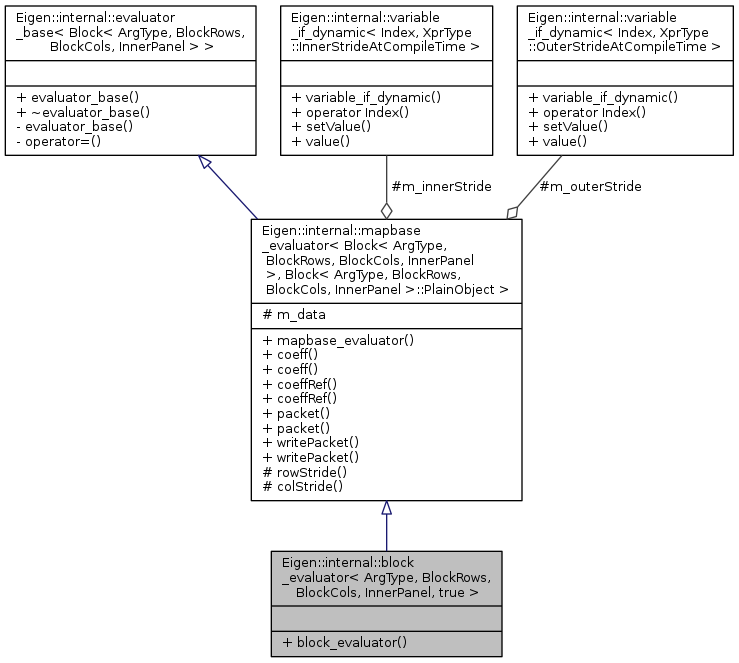 Eigen::internal::evaluator
_base< Block< ArgType, BlockRows,
BlockCols, InnerPanel > >
+ evaluator_base()
+ ~evaluator_base()
- evaluator_base()
- operator=()
Eigen::internal::variable
_if_dynamic< Index, XprType
::InnerStrideAtCompileTime >
+ variable_if_dynamic()
+ operator Index()
+ setValue()
+ value()
Eigen::internal::variable
_if_dynamic< Index, XprType
::OuterStrideAtCompileTime >
+ variable_if_dynamic()
+ operator Index()
+ setValue()
+ value()
#m_innerStride
#m_outerStride
Eigen::internal::mapbase
_evaluator< Block< ArgType,
BlockRows, BlockCols, InnerPanel
>, Block< ArgType, BlockRows,
BlockCols, InnerPanel >::PlainObject >
# m_data
+ mapbase_evaluator()
+ coeff()
+ coeff()
+ coeffRef()
+ coeffRef()
+ packet()
+ packet()
+ writePacket()
+ writePacket()
# rowStride()
# colStride()
Eigen::internal::block
_evaluator< ArgType, BlockRows,
BlockCols, InnerPanel, true >
+ block_evaluator()